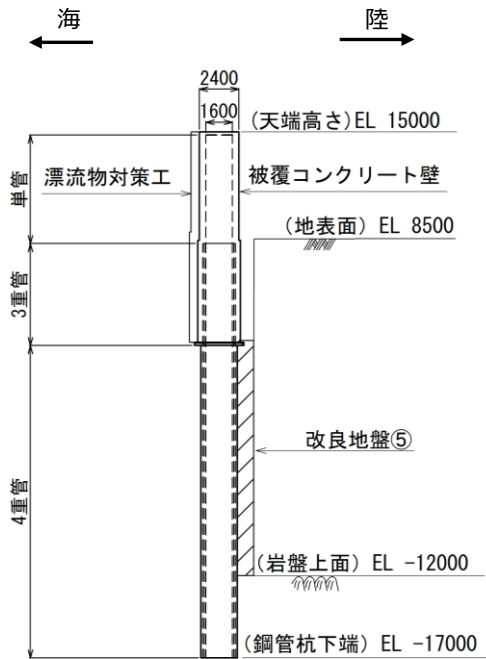 海
陸
2400
1600
(天端高さ)EL 15000
単管
漂流物対策工
被覆コンクリート壁
(地表面) EL 8500
3重管
改良地盤⑤
4重管
(岩盤上面) EL -12000
(鋼管杭下端) EL -17000